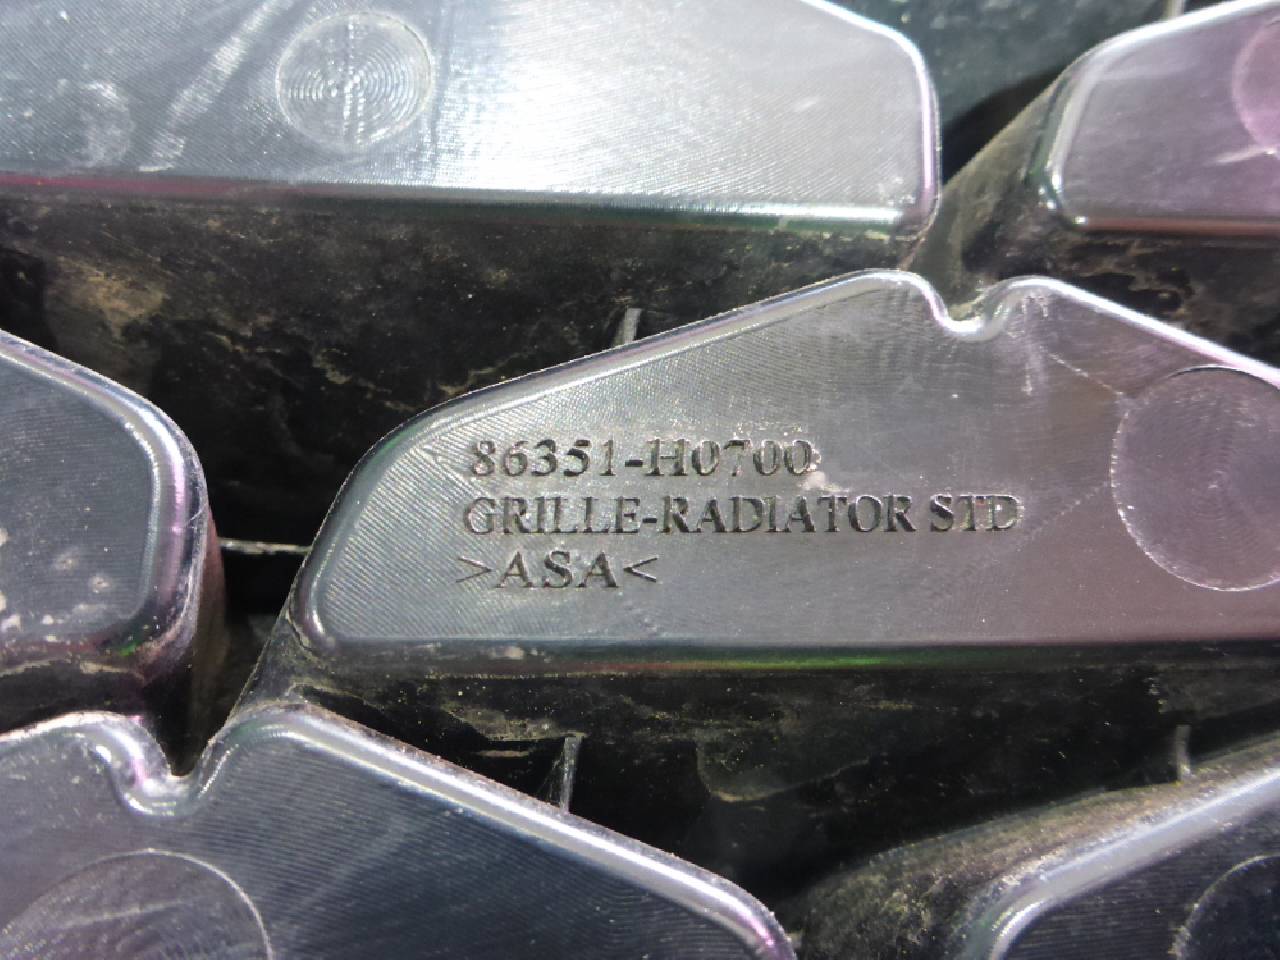 86351-H0700
GRILLE-RADIATOR STD
>ASA<